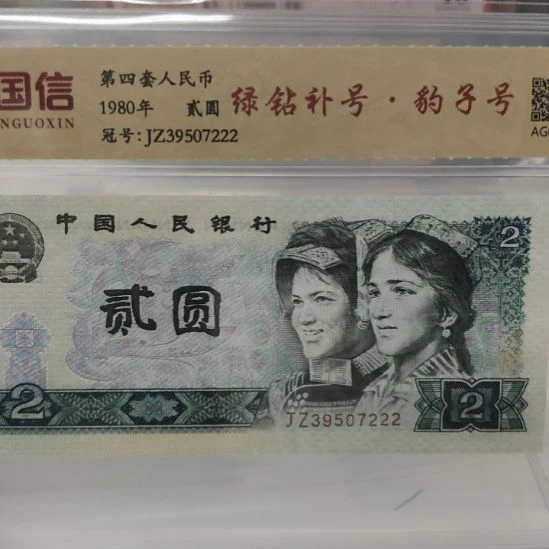 国信
NGUOXIN
第四套人民币
1980年 贰圆
冠号:JZ39507222
绿钻补号·豹子号
AG
中国人民银行
贰圆
2
2
JZ39507222
2